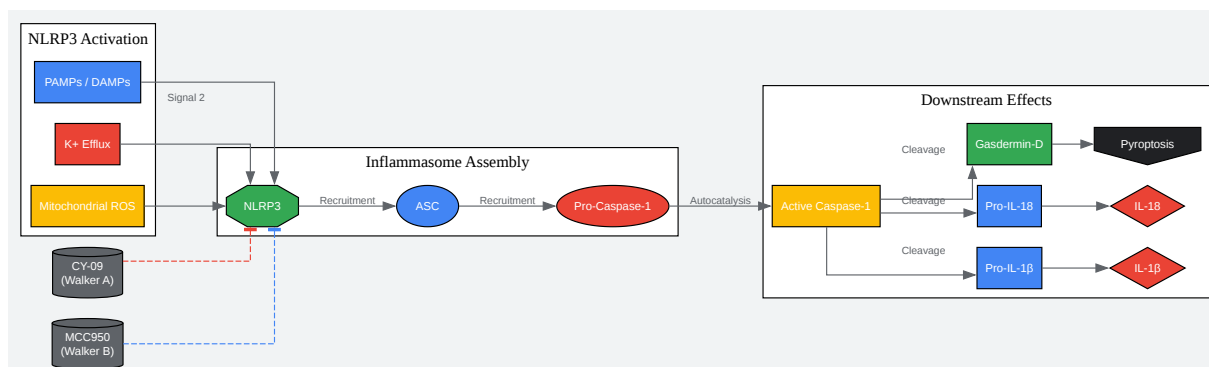 NLRP3 Activation
PAMPs / DAMPs
Signal 2
K+ Efflux
Mitochondrial ROS
CY-09
(Walker A)
MCC950
(Walker B)
Inflammasome Assembly
NLRP3
Recruitment
ASC
Recruitment
Pro-Caspase-1
Autocatalysis
Downstream Effects
Active Caspase-1
Cleavage
Gasdermin-D
Pyroptosis
Cleavage
Pro-IL-18
IL-18
Cleavage
Pro-IL-1β
IL-1β